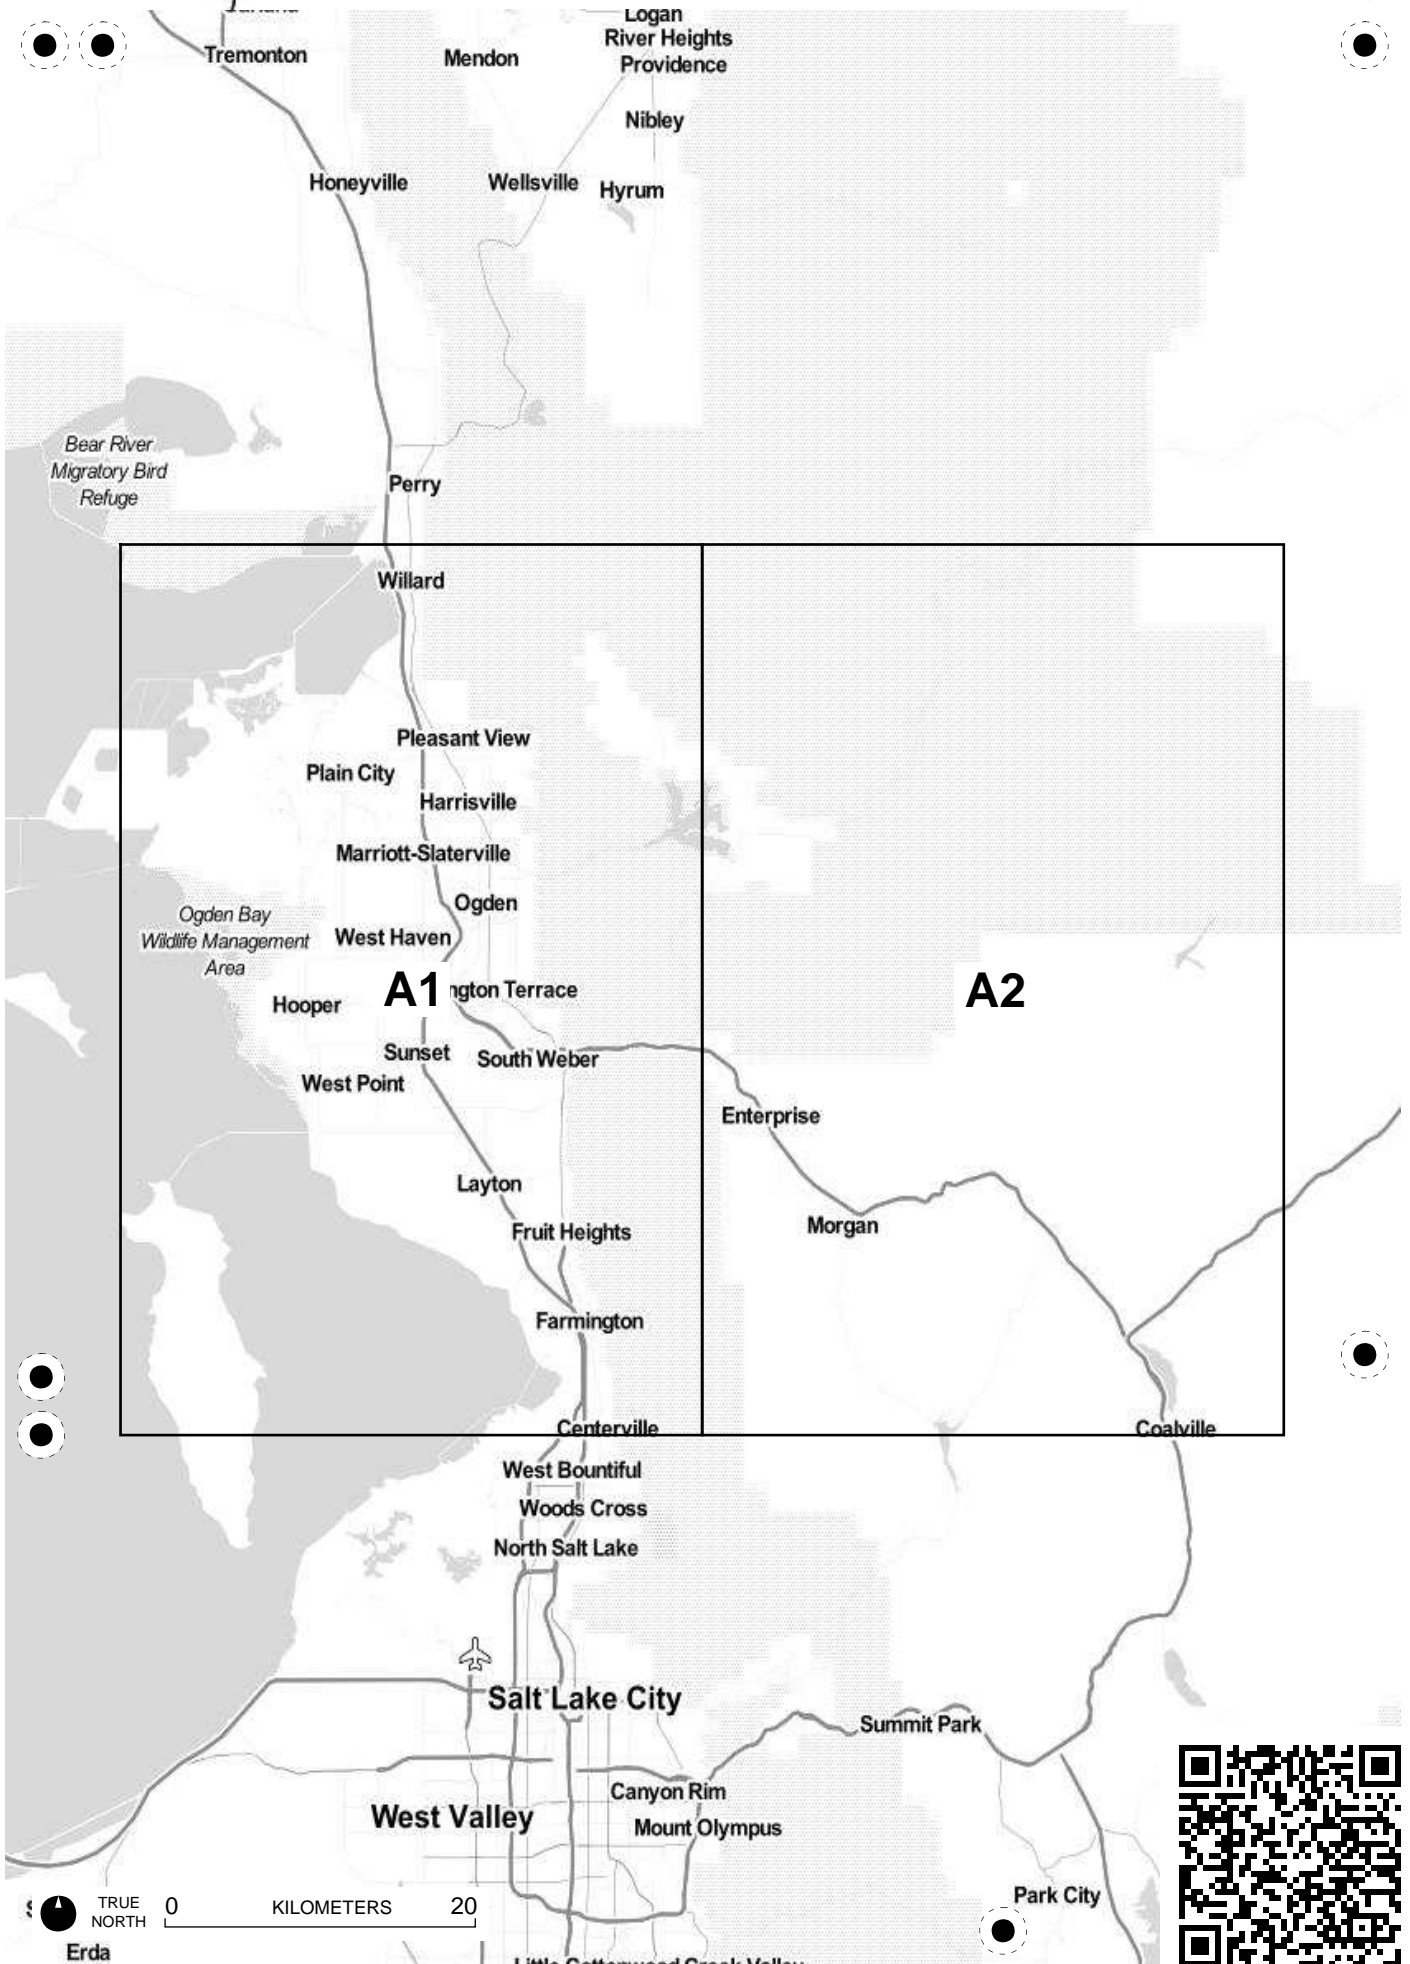 Logan
River Heights
Tremonton
Mendon
Providence
Nibley
Honeyville
Wellsville
Hyrum
Bear River
Migratory Bird
Refuge
Perry
Willard
Pleasant View
Plain City
Harrisville
Marriott-Slaterville
Ogden
Ogden Bay
Wildlife Management
Area
West Haven
A1
ngton Terrace
A2
Hooper
Sunset
South Weber
West Point
Enterprise
Layton
Morgan
Fruit Heights
Farmington
Centerville
Coalville
West Bountiful
Woods Cross
North Salt Lake
Salt Lake City
Summit Park
Canyon Rim
West Valley
Mount Olympus
Park City
TRUE
NORTH
0 KILOMETERS 20
Erda
Little Cottonwood Creek Valley